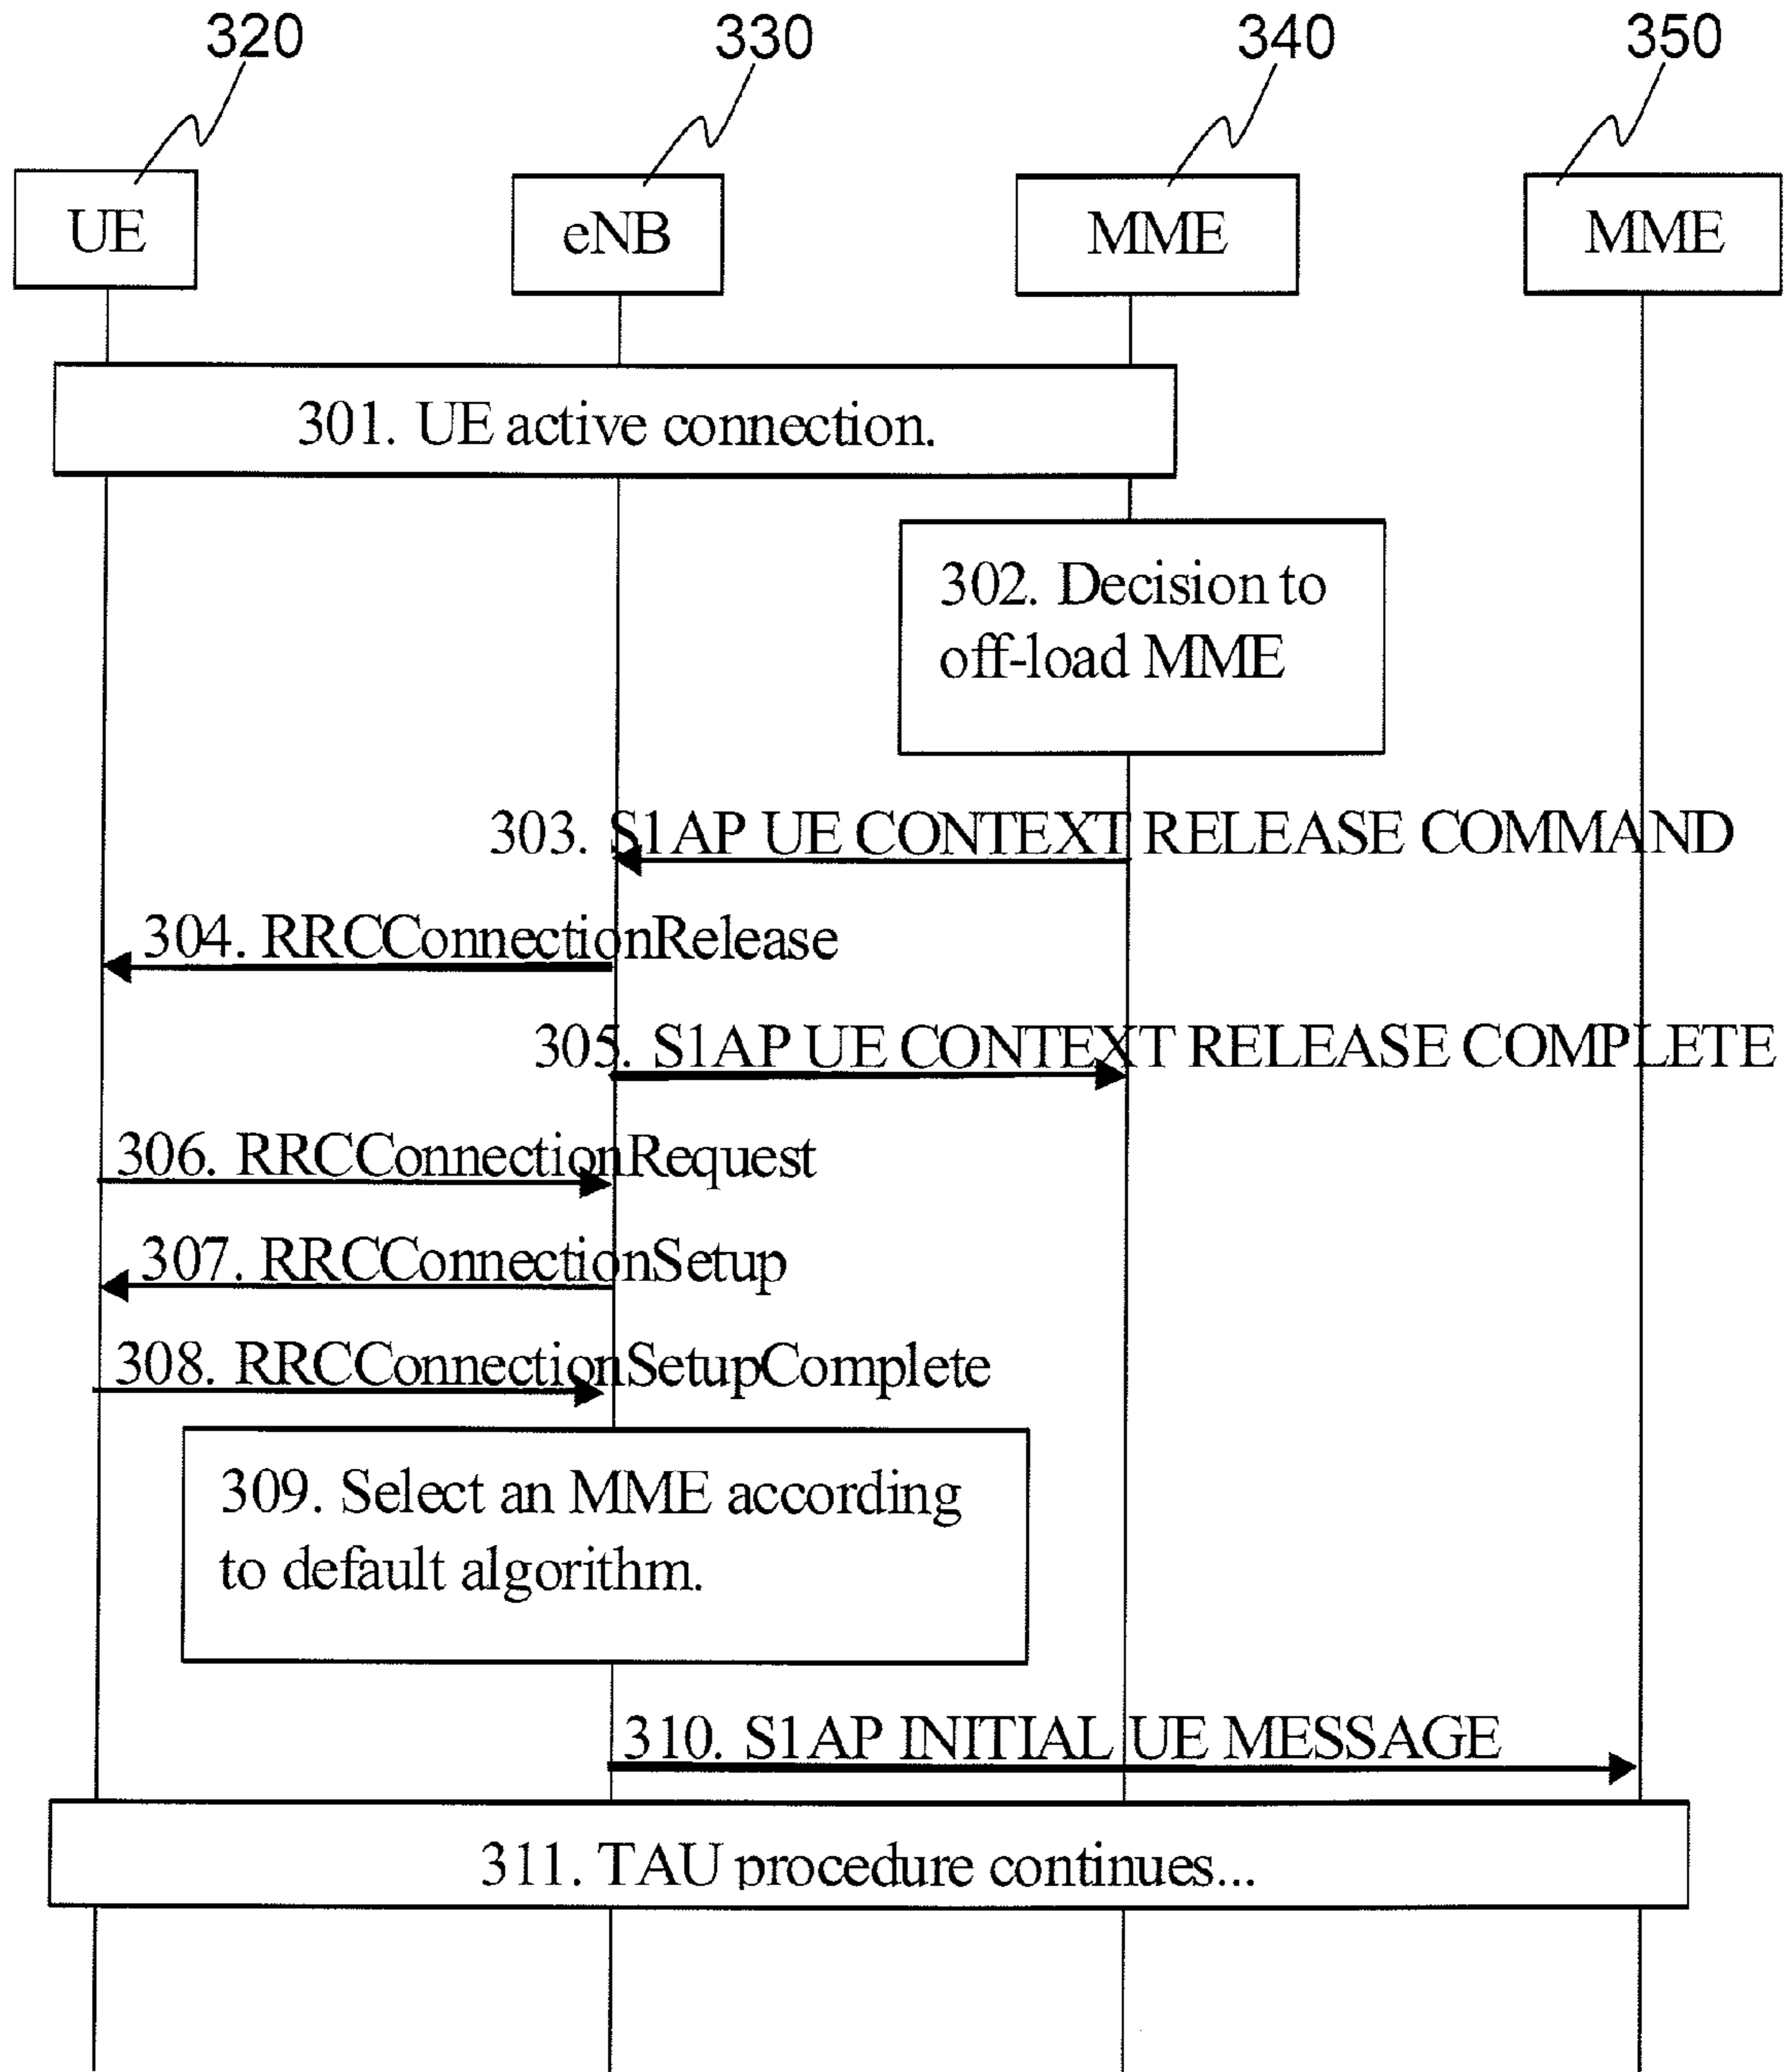 320 330 340 350
UE eNB MME MME
301. UE active connection.
302. Decision to
off-load MME
303. S1AP UE CONTEXT RELEASE COMMAND
304. RRCConnectionRelease
305. S1AP UE CONTEXT RELEASE COMPLETE
306. RRCConnectionRequest
307. RRCConnectionSetup
308. RRCConnectionSetupComplete
309. Select an MME according
to default algorithm.
310. S1AP INITIAL UE MESSAGE
311. TAU procedure continues...